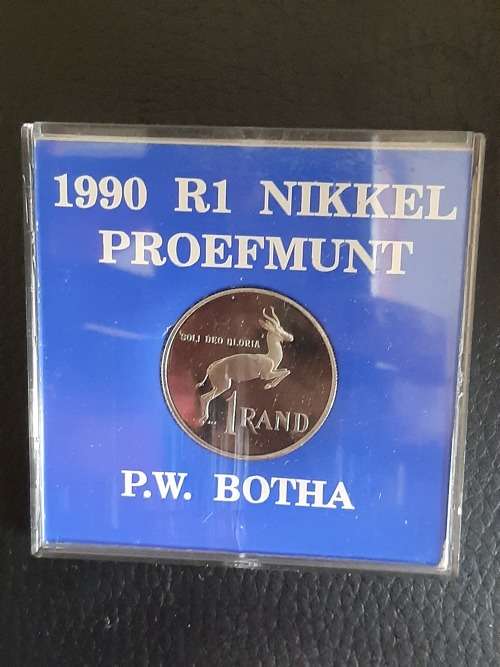 1990 R1 NIKKEL
PROEFMUNT
SOLI DEO GLORIA
1 RAND
P.W. BOTHA